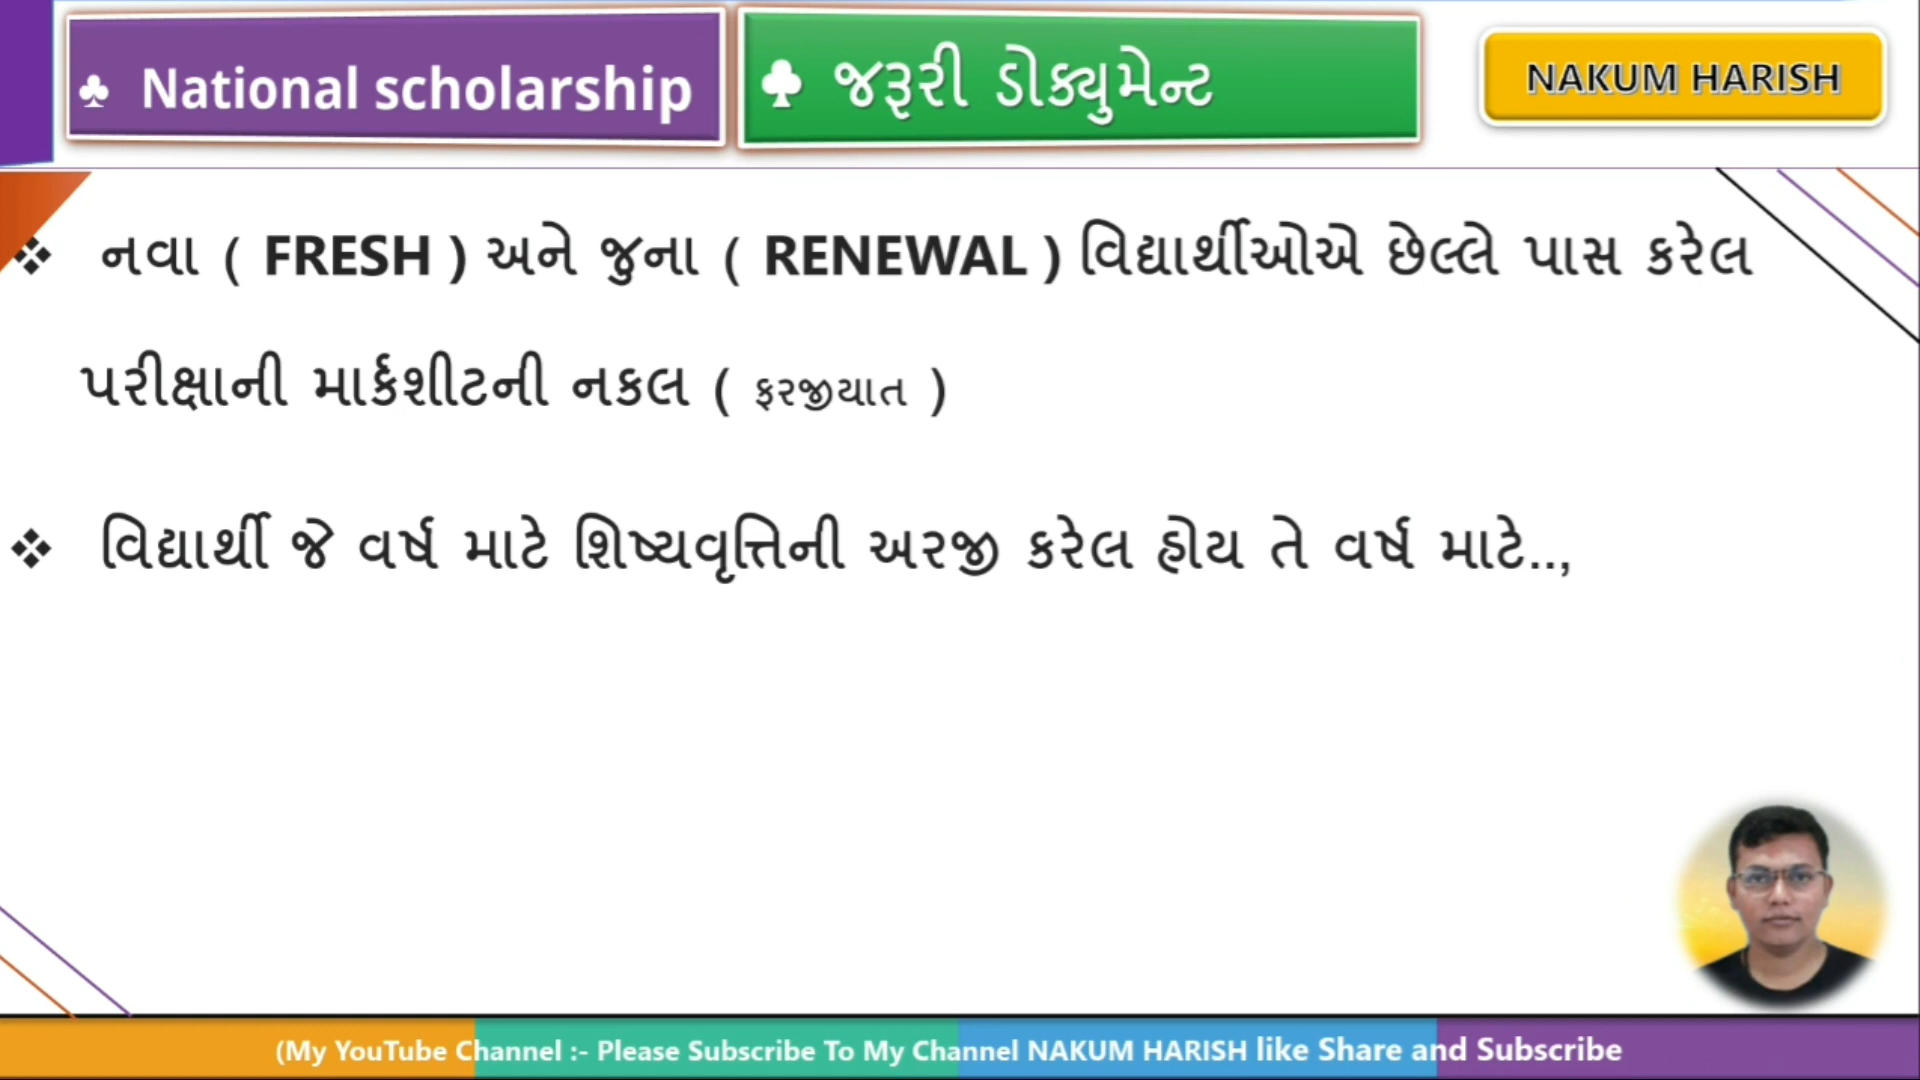 ♣ National scholarship
♣ જરૂરી ડોક્યુમેન્ટ
NAKUM HARISH
❖ નવા ( FRESH ) અને જુના ( RENEWAL ) વિદ્યાર્થીઓએ છેલ્લે પાસ કરેલ
પરીક્ષાની માર્કશીટની નકલ ( ફરજીયાત )
❖ વિદ્યાર્થી જે વર્ષ માટે શિષ્યવૃત્તિની અરજી કરેલ હોય તે વર્ષ માટે..,
(My YouTube Channel :- Please Subscribe To My Channel NAKUM HARISH like Share and Subscribe